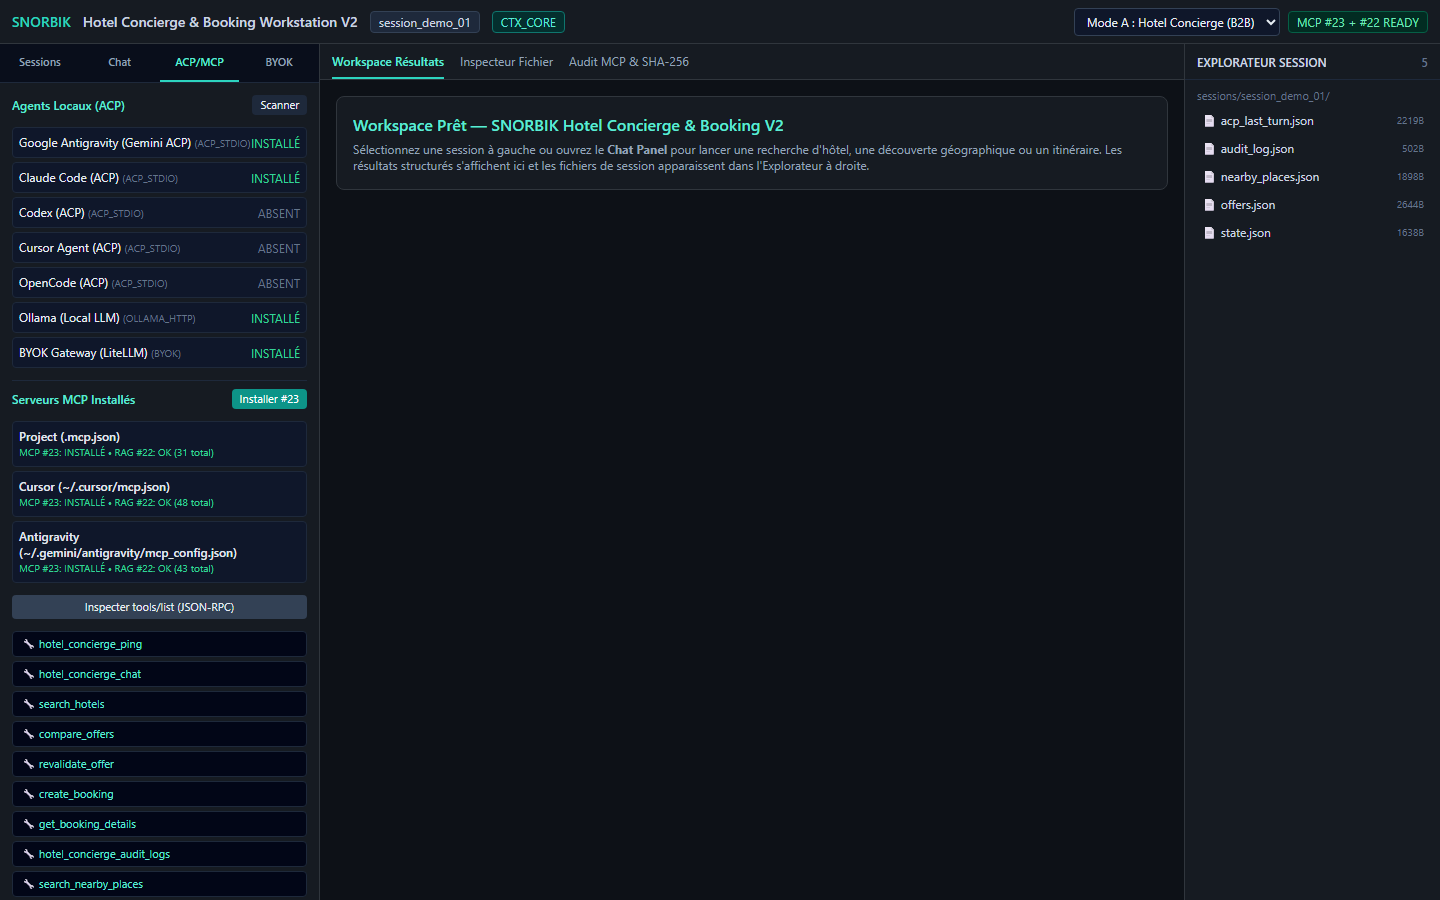 SNORBIK Hotel Concierge & Booking Workstation V2 session_demo_01 CTX_CORE Mode A : Hotel Concierge (B2B) MCP #23 + #22 READY
Sessions Chat ACP/MCP BYOK
Agents Locaux (ACP) Scanner
Google Antigravity (Gemini ACP) (ACP_STDIO) INSTALLÉ
Claude Code (ACP) (ACP_STDIO) INSTALLÉ
Codex (ACP) (ACP_STDIO) ABSENT
Cursor Agent (ACP) (ACP_STDIO) ABSENT
OpenCode (ACP) (ACP_STDIO) ABSENT
Ollama (Local LLM) (OLLAMA_HTTP) INSTALLÉ
BYOK Gateway (LiteLLM) (BYOK) INSTALLÉ
Serveurs MCP Installés Installer #23
Project (.mcp.json)
MCP #23: INSTALLÉ • RAG #22: OK (31 total)
Cursor (~/.cursor/mcp.json)
MCP #23: INSTALLÉ • RAG #22: OK (48 total)
Antigravity
(~/.gemini/antigravity/mcp_config.json)
MCP #23: INSTALLÉ • RAG #22: OK (43 total)
Inspecter tools/list (JSON-RPC)
hotel_concierge_ping
hotel_concierge_chat
search_hotels
compare_offers
revalidate_offer
create_booking
get_booking_details
hotel_concierge_audit_logs
search_nearby_places
Workspace Résultats Inspecteur Fichier Audit MCP & SHA-256
Workspace Prêt — SNORBIK Hotel Concierge & Booking V2
Sélectionnez une session à gauche ou ouvrez le Chat Panel pour lancer une recherche d'hôtel, une découverte géographique ou un itinéraire. Les
résultats structurés s'affichent ici et les fichiers de session apparaissent dans l'Explorateur à droite.
EXPLORATEUR SESSION 5
sessions/session_demo_01/
acp_last_turn.json 2219B
audit_log.json 502B
nearby_places.json 1898B
offers.json 2644B
state.json 1638B